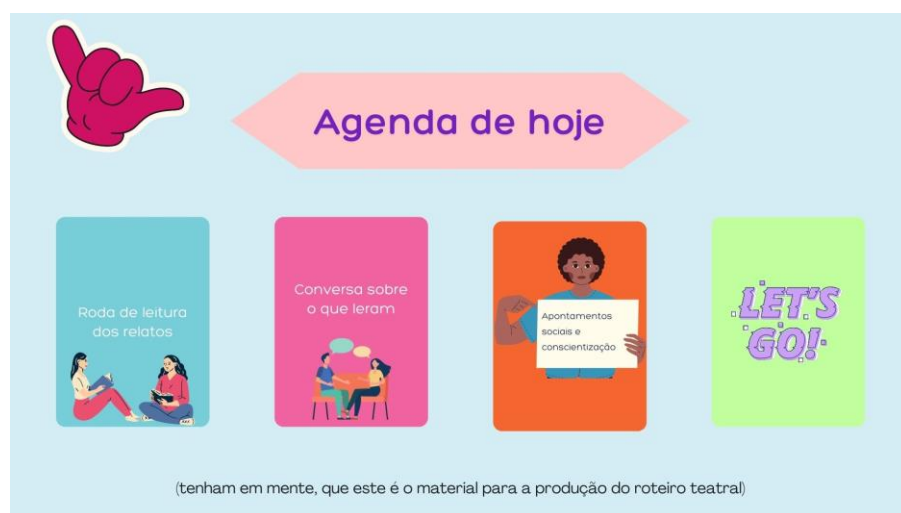 Agenda de hoje
Roda de leitura
dos relatos
Conversa sobre
o que leram
Apontamentos
sociais e
conscientização
LET'S
GO!
(tenham em mente, que este é o material para a produção do roteiro teatral)